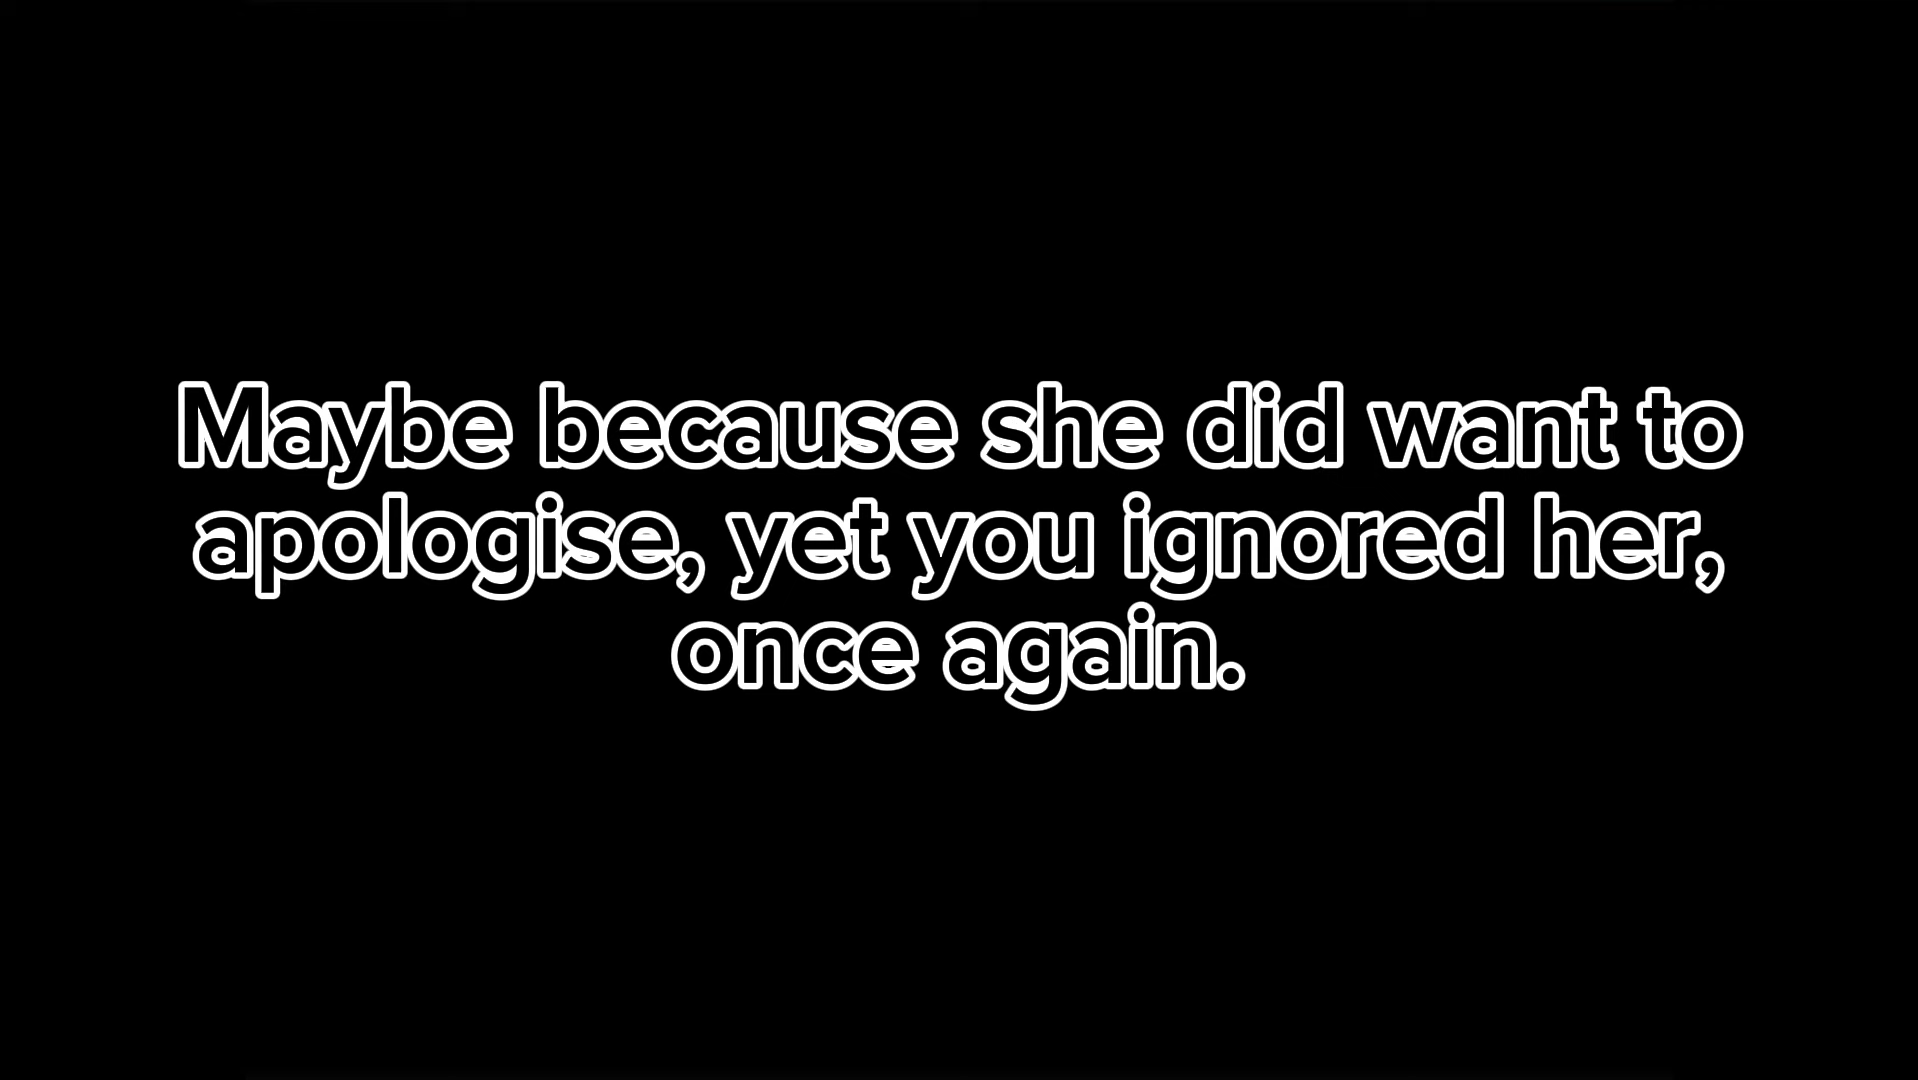 Maybe because she did want to
apologise, yet you ignored her,
once again.